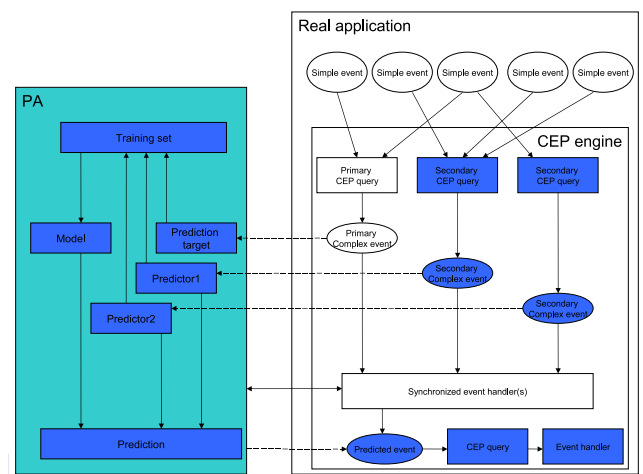 Real application
Simple event
Simple event
Simple event
Simple event
Simple event
PA
CEP engine
Training set
Primary
CEP query
Secondary
CEP query
Secondary
CEP query
Model
Prediction
target
Primary
Complex event
Predictor1
Secondary
Complex event
Predictor2
Secondary
Complex event
Synchronized event handler(s)
Prediction
Predicted event
CEP query
Event handler